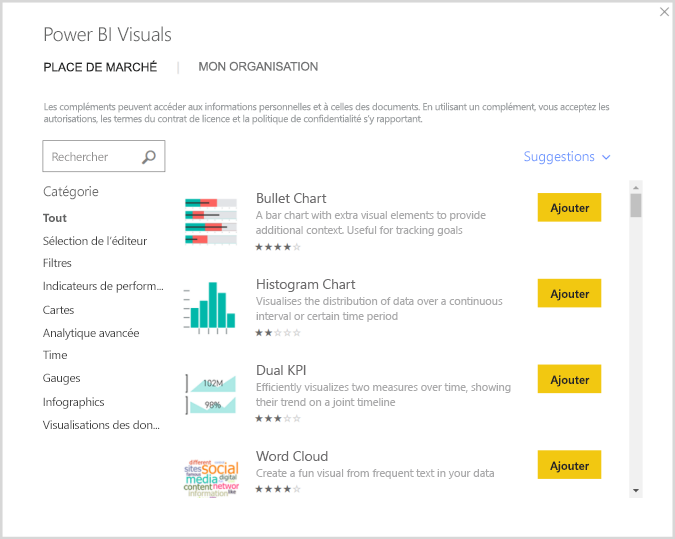 Power BI Visuals
PLACE DE MARCHÉ | MON ORGANISATION
Les compléments peuvent accéder aux informations personnelles et à celles des documents. En utilisant un complément, vous acceptez les
autorisations, les termes du contrat de licence et la politique de confidentialité s'y rapportant.
Rechercher
Suggestions
Catégorie
Tout
Sélection de l'éditeur
Filtres
Indicateurs de perform...
Cartes
Analytique avancée
Time
Gauges
Infographics
Visualisations des don...
Bullet Chart
A bar chart with extra visual elements to provide
additional context. Useful for tracking goals
Ajouter
Histogram Chart
Visualises the distribution of data over a continuous
interval or certain time period
Ajouter
102M
98%
Dual KPI
Efficiently visualizes two measures over time, showing
their trend on a joint timeline
Ajouter
different
sites social
media digital
content networ
information like
Word Cloud
Create a fun visual from frequent text in your data
Ajouter